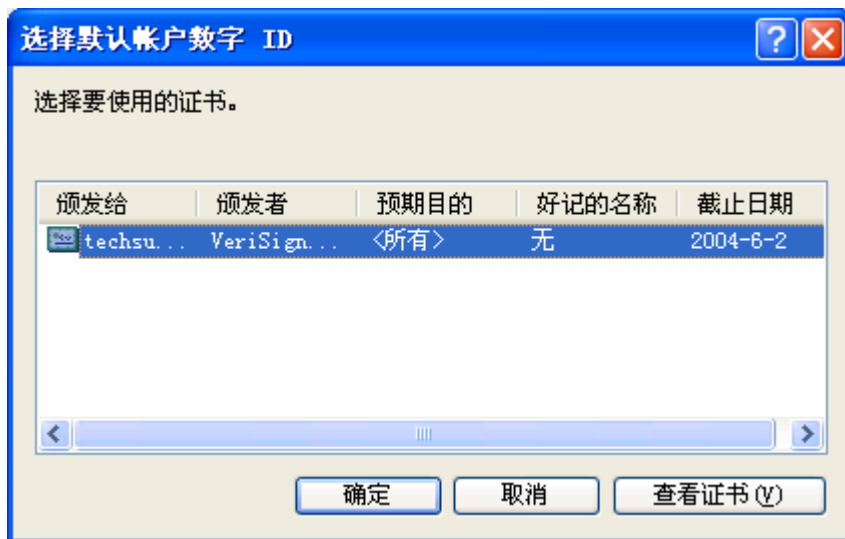 选择默认帐户数字 ID
选择要使用的证书。
颁发给 颁发者 预期目的 好记的名称 截止日期
techsu... VeriSign... <所有> 无 2004-6-2
确定 取消 查看证书(V)